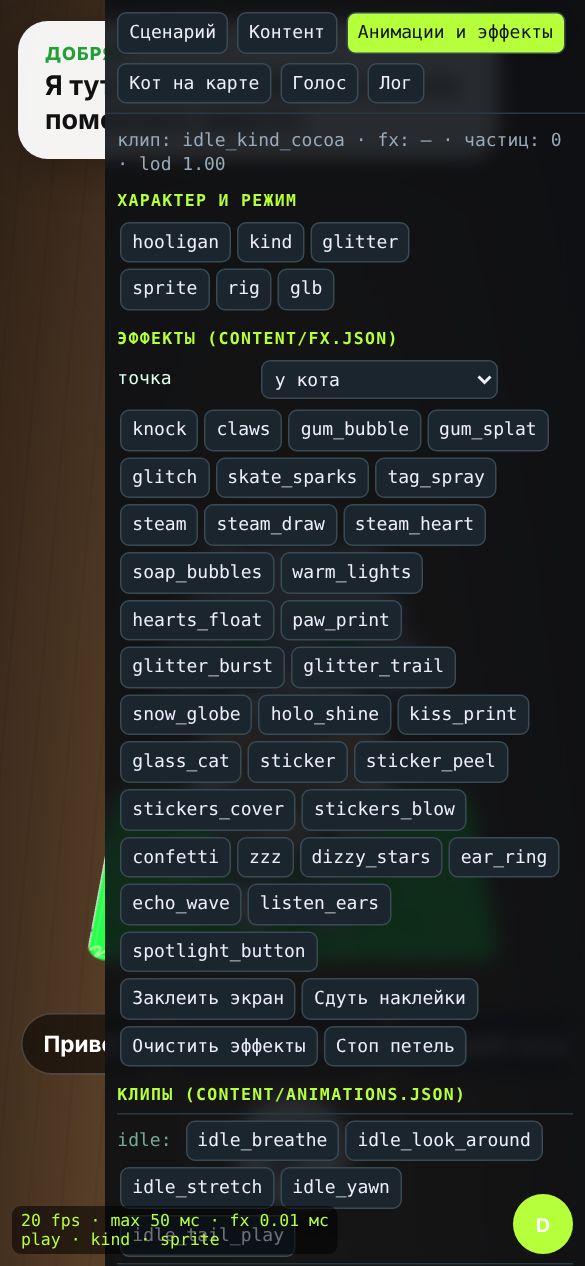 Сценарий Контент Анимации и эффекты
Кот на карте Голос Лог
Я
клип: idle_kind_cocoa · fx: — · частиц: 0
· lod 1.00
ХАРАКТЕР И РЕЖИМ
hooligan kind glitter
sprite rig glb
ЭФФЕКТЫ (CONTENT/FX.JSON)
точка у кота
knock claws gum_bubble gum_splat
glitch skate_sparks tag_spray
steam steam_draw steam_heart
soap_bubbles warm_lights
hearts_float paw_print
glitter_burst glitter_trail
snow_globe holo_shine kiss_print
glass_cat sticker sticker_peel
stickers_cover stickers_blow
confetti zzz dizzy_stars ear_ring
echo_wave listen_ears
spotlight_button
Заклеить экран Сдуть наклейки
Очистить эффекты Стоп петель
КЛИПЫ (CONTENT/ANIMATIONS.JSON)
idle: idle_breathe idle_look_around
idle_stretch idle_yawn
idle_tail_play
20 fps · max 50 мс · fx 0.01 мс
play · kind · sprite
D